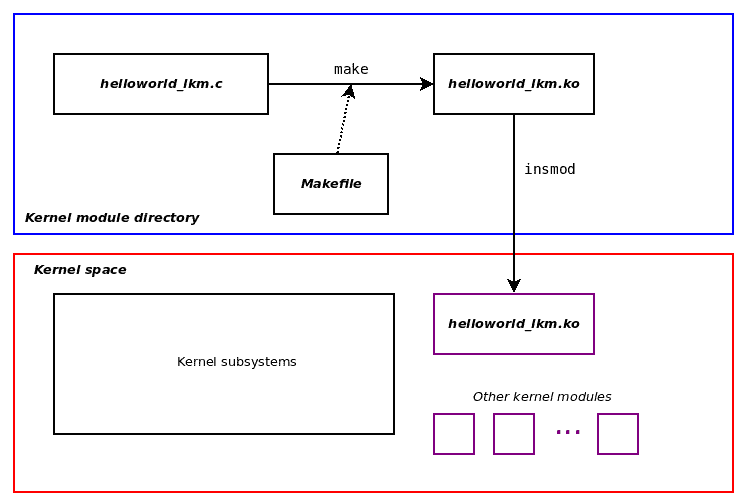 make
helloworld_lkm.c
helloworld_lkm.ko
insmod
Makefile
Kernel module directory
Kernel space
helloworld_lkm.ko
Kernel subsystems
Other kernel modules
...